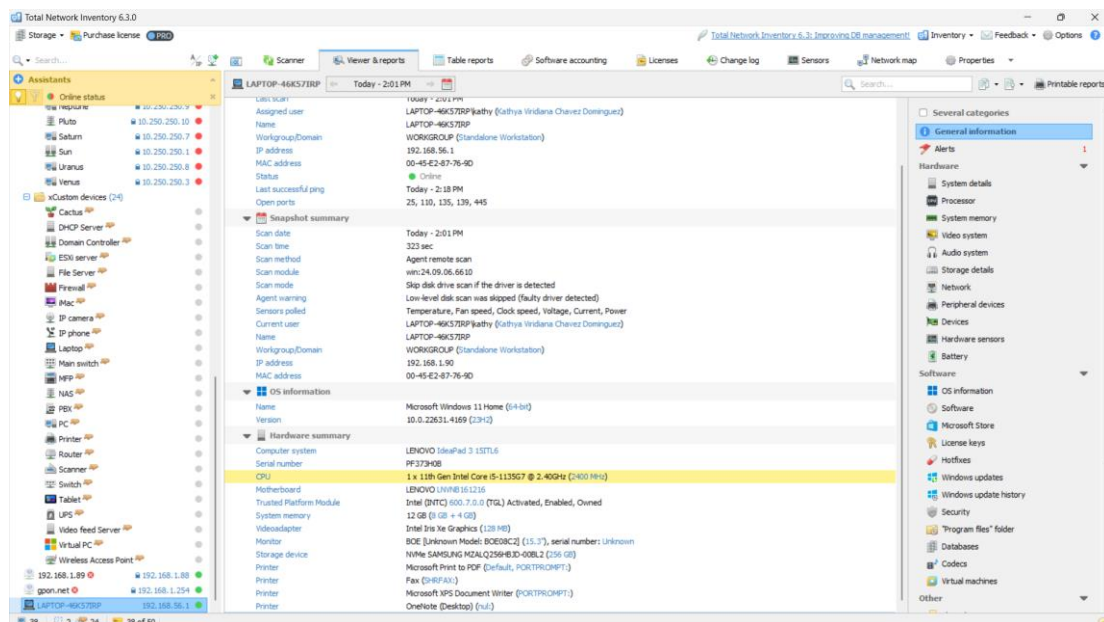 Total Network Inventory 6.3.0
Storage Purchase license PRO
Total Network Inventory 6.3: Improving DB management! Inventory Feedback Options
Search...
Scanner Viewer & reports Table reports Software accounting Licenses Change log Sensors Network map Properties
Assistants
Online status
Neptune 10.250.250.9
Pluto 10.250.250.10
Saturn 10.250.250.7
Sun 10.250.250.1
Uranus 10.250.250.8
Venus 10.250.250.3
xCustom devices (24)
Cactus
DHCP Server
Domain Controller
ESXi server
File Server
Firewall
iMac
IP camera
IP phone
Laptop
Main switch
MFP
NAS
PBX
PC
Printer
Router
Scanner
Switch
Tablet
UPS
Video feed Server
Virtual PC
Wireless Access Point
192.168.1.89 192.168.1.88
gpon.net 192.168.1.254
LAPTOP-46K57IRP 192.168.56.1
LAPTOP-46K57IRP Today - 2:01 PM
Search... Printable reports
Last scan Today - 2:01 PM
Assigned user LAPTOP-46K57IRP\kathy (Kathya Viridiana Chavez Dominguez)
Name LAPTOP-46K57IRP
Workgroup/Domain WORKGROUP (Standalone Workstation)
IP address 192.168.56.1
MAC address 00-45-E2-87-76-9D
Status Online
Last successful ping Today - 2:18 PM
Open ports 25, 110, 135, 139, 445
Snapshot summary
Scan date Today - 2:01 PM
Scan time 323 sec
Scan method Agent remote scan
Scan module win:24.09.06.6610
Scan mode Skip disk drive scan if the driver is detected
Agent warning Low-level disk scan was skipped (faulty driver detected)
Sensors polled Temperature, Fan speed, Clock speed, Voltage, Current, Power
Current user LAPTOP-46K57IRP\kathy (Kathya Viridiana Chavez Dominguez)
Name LAPTOP-46K57IRP
Workgroup/Domain WORKGROUP (Standalone Workstation)
IP address 192.168.1.90
MAC address 00-45-E2-87-76-9D
OS information
Name Microsoft Windows 11 Home (64-bit)
Version 10.0.22631.4169 (23H2)
Hardware summary
Computer system LENOVO IdeaPad 3 15ITL6
Serial number PF373H0B
CPU 1 x 11th Gen Intel Core i5-1135G7 @ 2.40GHz (2400 MHz)
Motherboard LENOVO LNVNB161216
Trusted Platform Module Intel (INTC) 600.7.0.0 (TGL) Activated, Enabled, Owned
System memory 12 GB (8 GB + 4 GB)
Videoadapter Intel Iris Xe Graphics (128 MB)
Monitor BOE [Unknown Model: BOE08C2] (15.3"), serial number: Unknown
Storage device NVMe SAMSUNG MZALQ256HBJD-00BL2 (256 GB)
Printer Microsoft Print to PDF (Default, PORTPROMPT:)
Printer Fax (SHRFAX:)
Printer Microsoft XPS Document Writer (PORTPROMPT:)
Printer OneNote (Desktop) (nul:)
Several categories
General information
Alerts 1
Hardware
System details
Processor
System memory
Video system
Audio system
Storage details
Network
Peripheral devices
Devices
Hardware sensors
Battery
Software
OS information
Software
Microsoft Store
License keys
Hotfixes
Windows updates
Windows update history
Security
"Program files" folder
Databases
Codecs
Virtual machines
Other